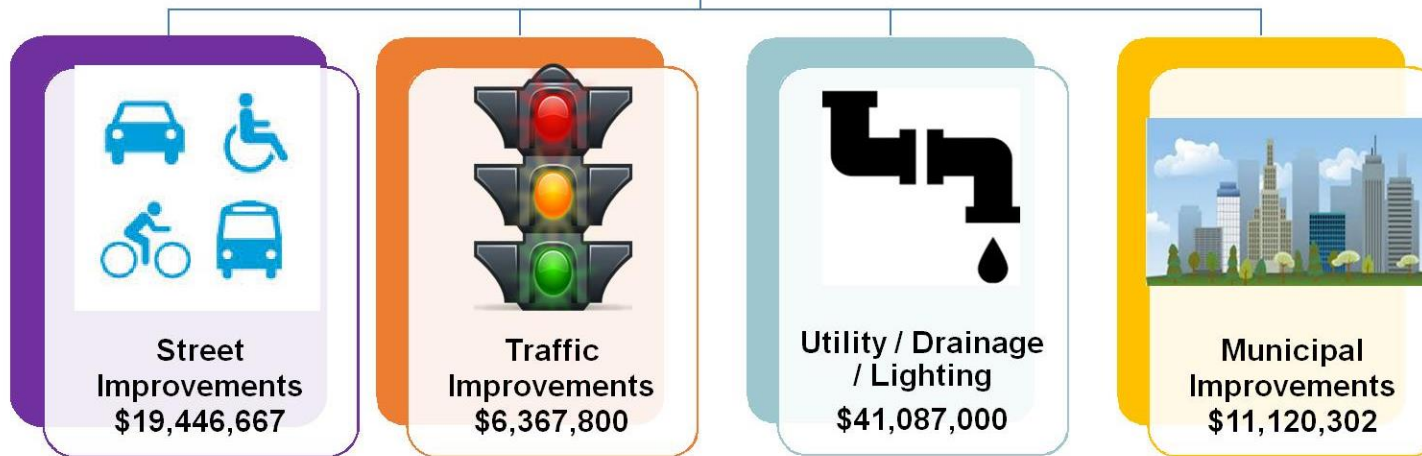 Street
Improvements
$19,446,667
Traffic
Improvements
$6,367,800
Utility / Drainage
/ Lighting
$41,087,000
Municipal
Improvements
$11,120,302